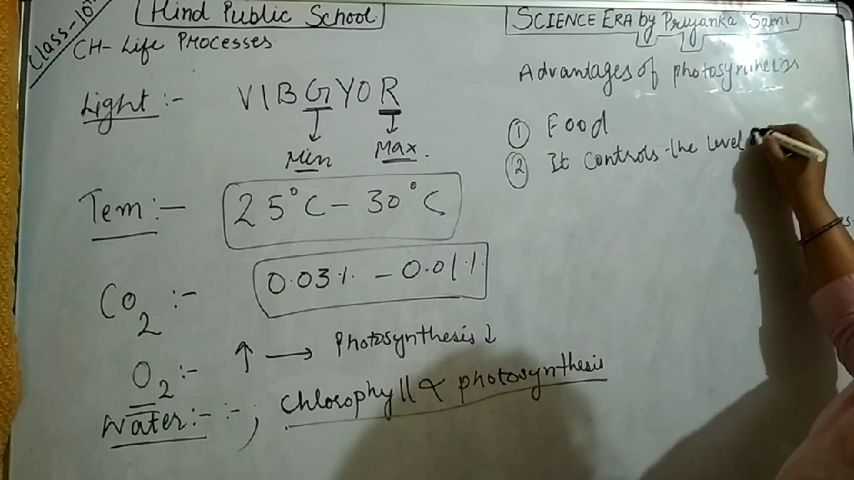 Class-10th
Hind Public School
CH- Life PROCESSES
Light :- VIBGYOR
Min Max.
Tem :- 25°C - 30°C
CO2 :- 0.03% - 0.01%
O2 :- ↑ → Photosynthesis ↓
Water :- :- ; chlorophyll ∝ photosynthesis
SCIENCE ERA by Priyanka Saini
Advantages of photosynthesis
① Food
② It controls the level